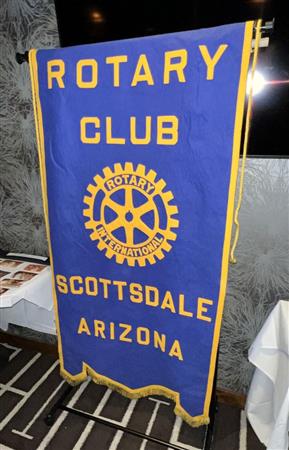 ROTARY
CLUB
ROTARY
INTERNATIONAL
SCOTTSDALE
ARIZONA